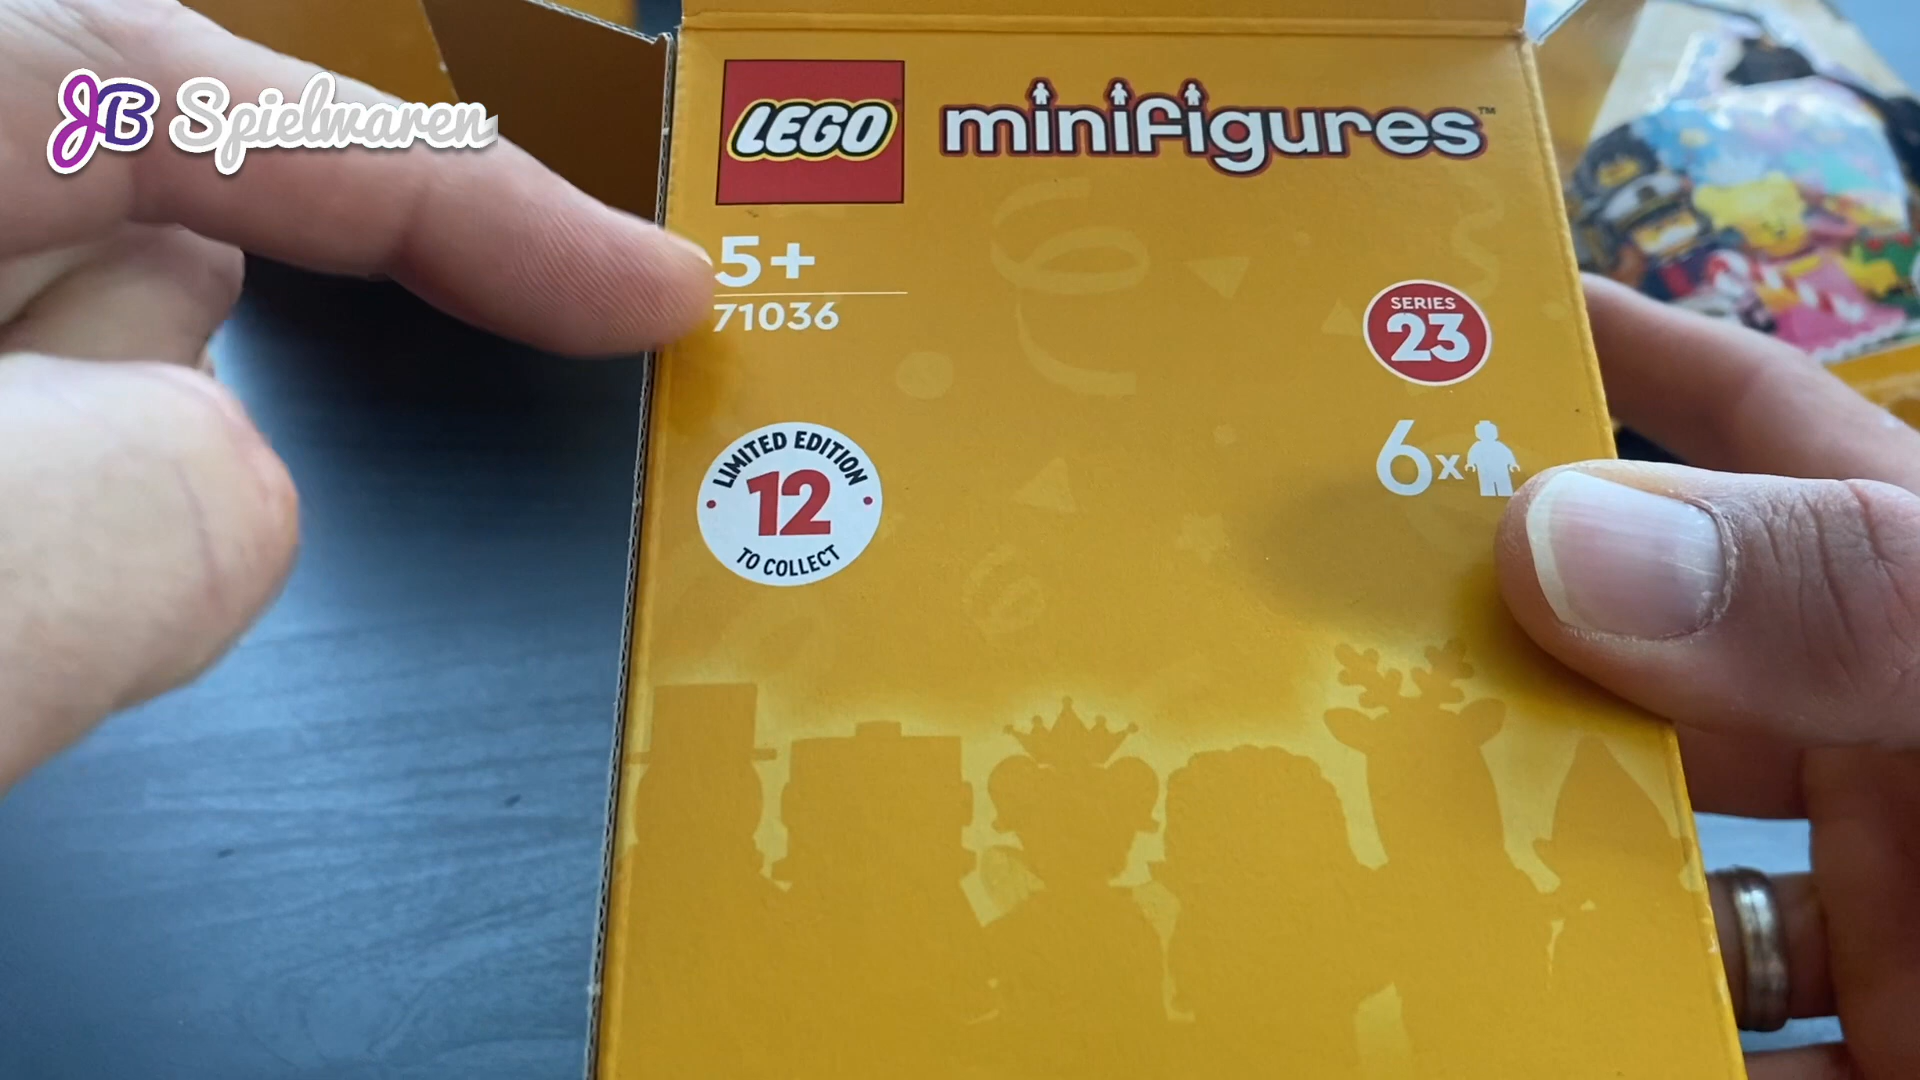 JB Spielwaren
LEGO
minifigures™
5+
71036
SERIES
23
6x
LIMITED EDITION
12
TO COLLECT